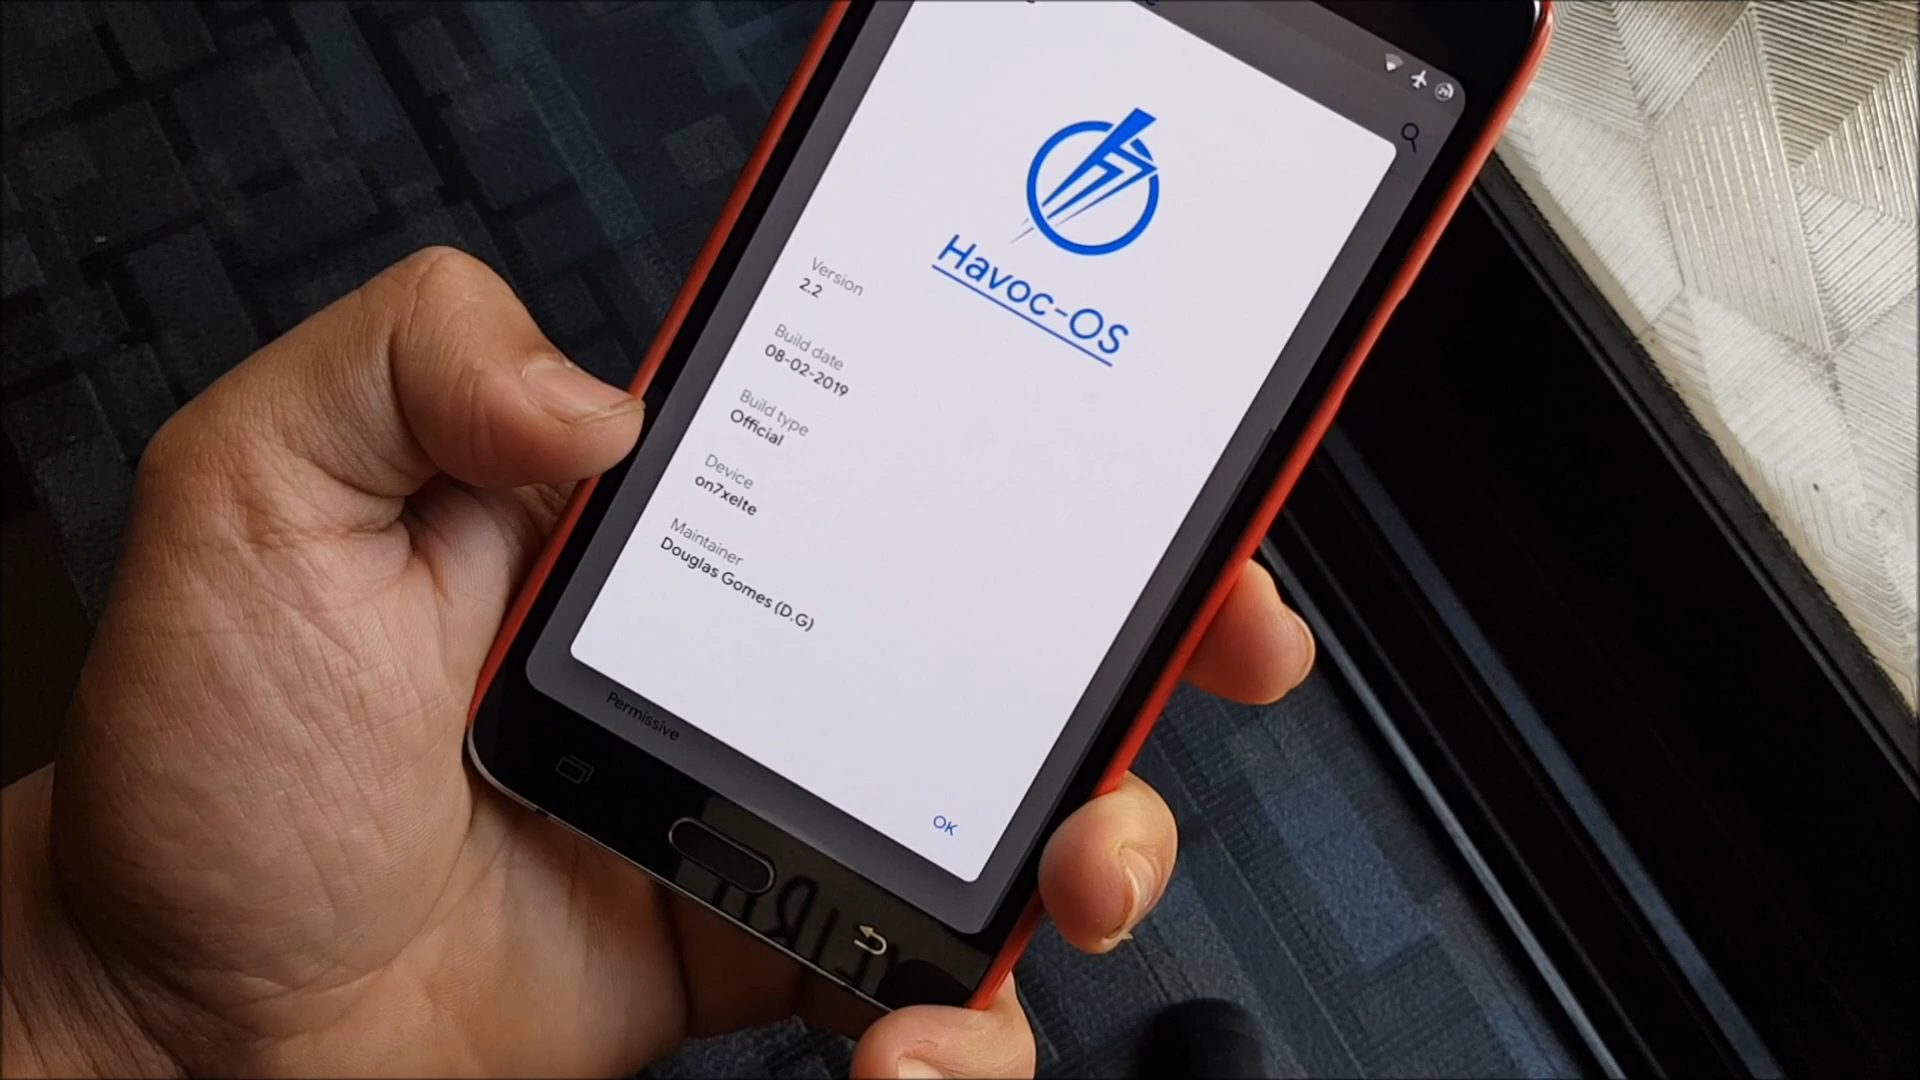 Havoc-OS
Version
2.2
Build date
08-02-2019
Build type
Official
Device
on7xelte
Maintainer
Douglas Gomes (D.G)
Permissive
OK